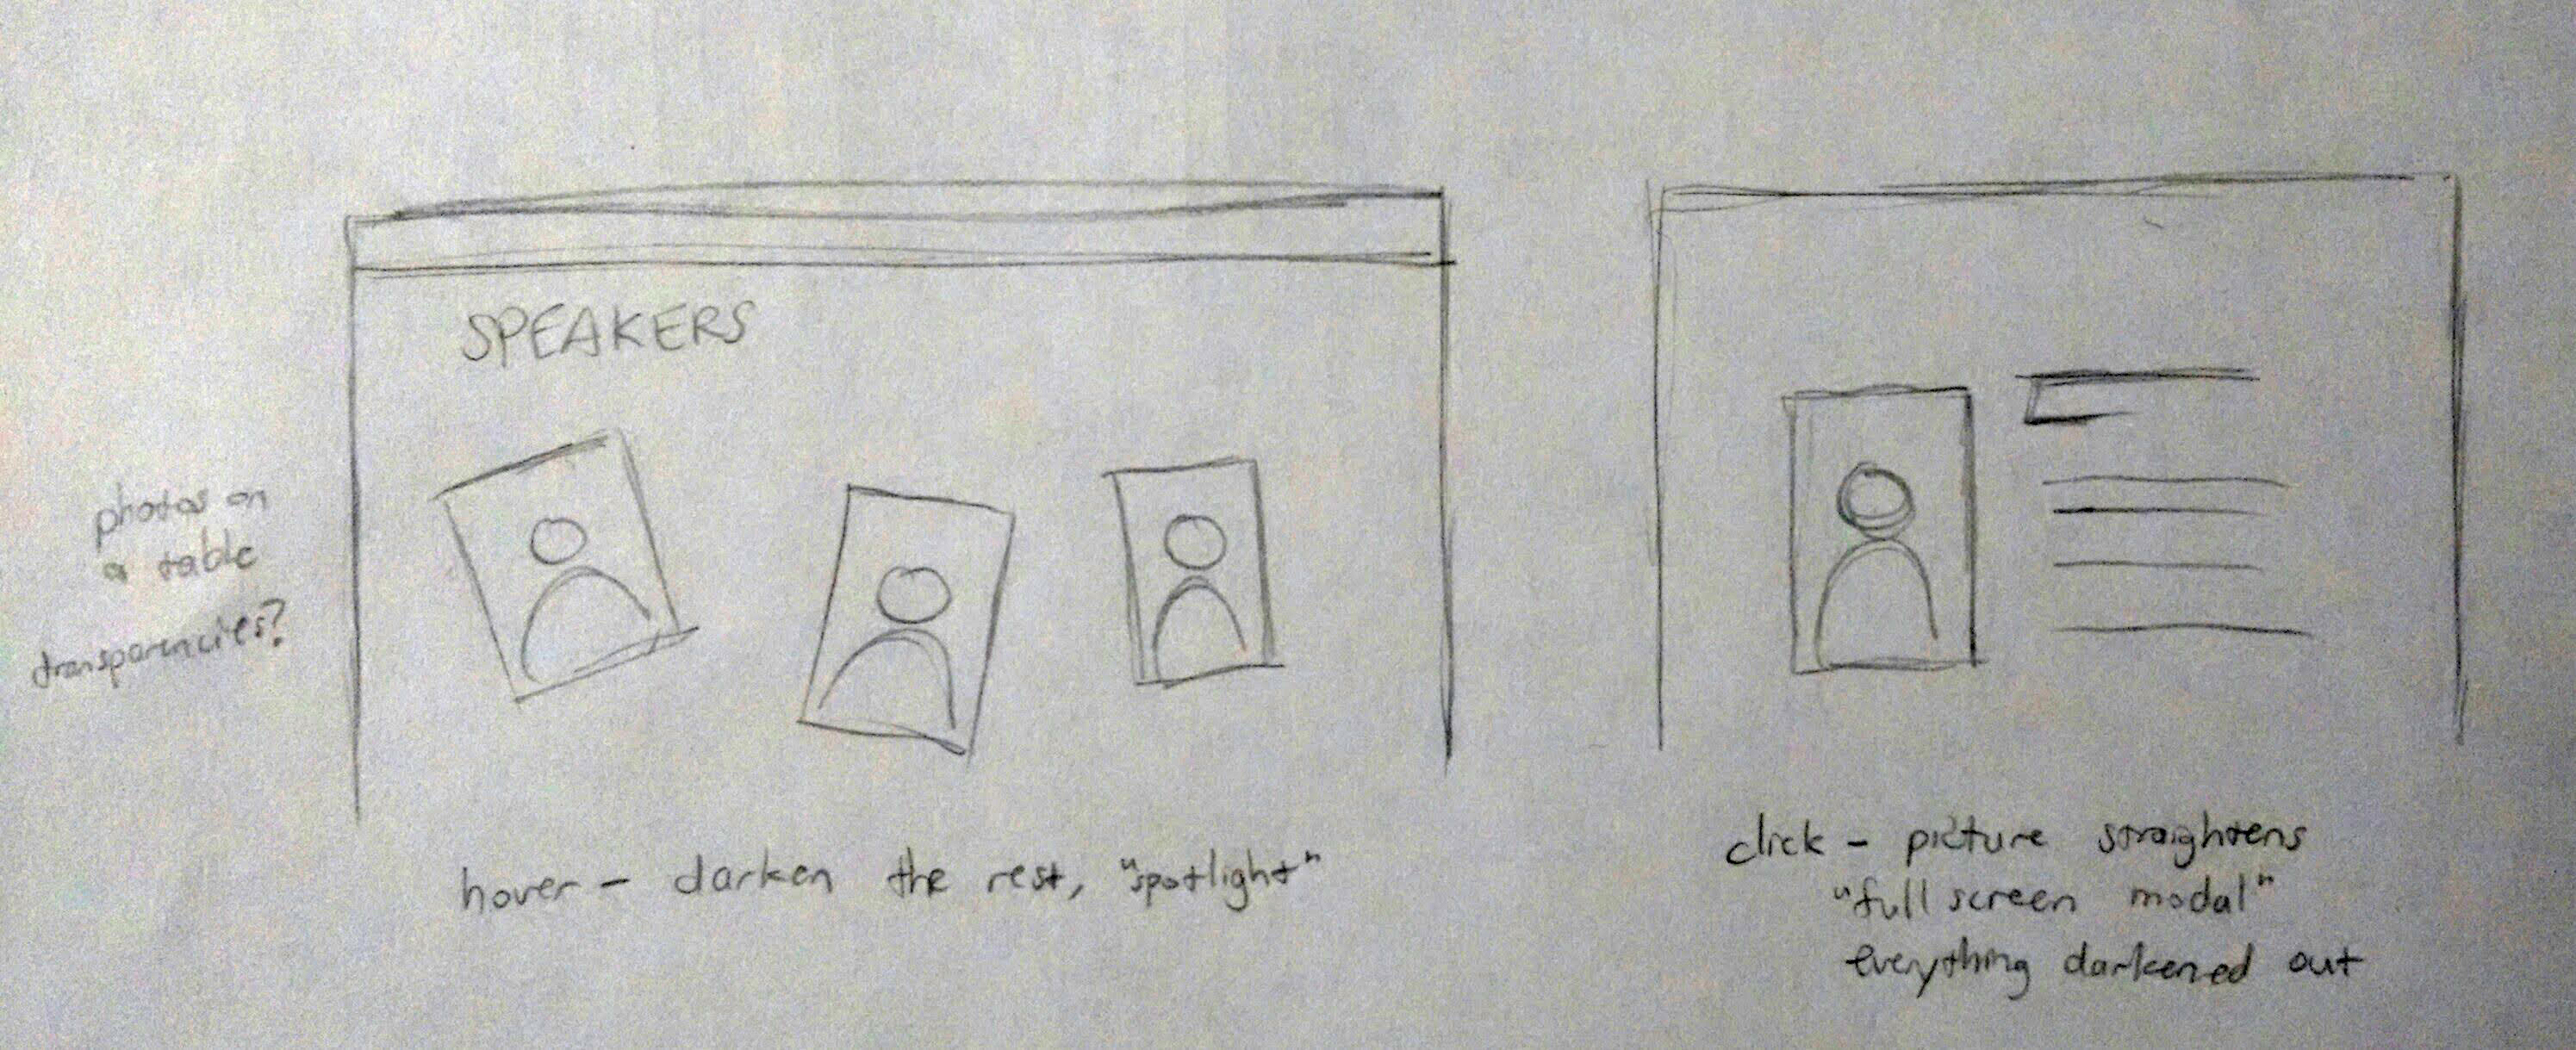 SPEAKERS
photos on
a table
transparencies?
hover - darken the rest, "spotlight"
click - picture straightens
"full screen modal"
everything darkened out